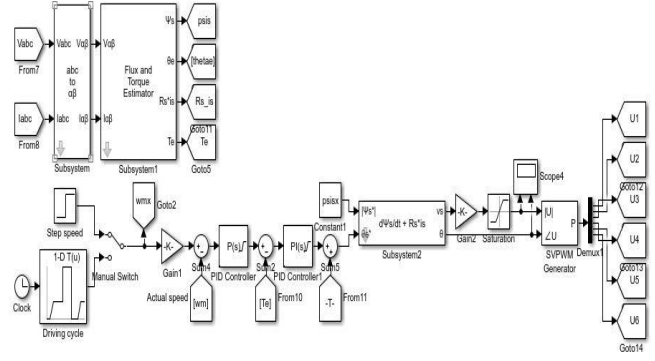 Vabc
From7
Iabc
From8
Vabc Vαβ
abc
to
αβ
Iabc Iαβ
Subsystem
Vαβ
Iαβ
Flux and
Torque
Estimator
Ψs
θe
Rs*is
Te
Subsystem1
psis
[thetae]
Rs_is
Goto11
Te
Goto5
Step speed
Clock
1-D T(u)
Driving cycle
Manual Switch
wmx
Goto2
-K-
Gain1
Sum4
Actual speed
[wm]
P(s)
PID Controller
Sum2
[Te]
From10
PI(s)
PID Controller1
Sum5
-T-
From11
psisx
Constant1
|Ψs*|
dΨs/dt + Rs*is
vs
θ
Subsystem2
-K-
Gain2
Saturation
Scope4
|U|
∠U
P
SVPWM
Generator
Demux1
U1
U2
Goto12
U3
U4
Goto13
U5
U6
Goto14